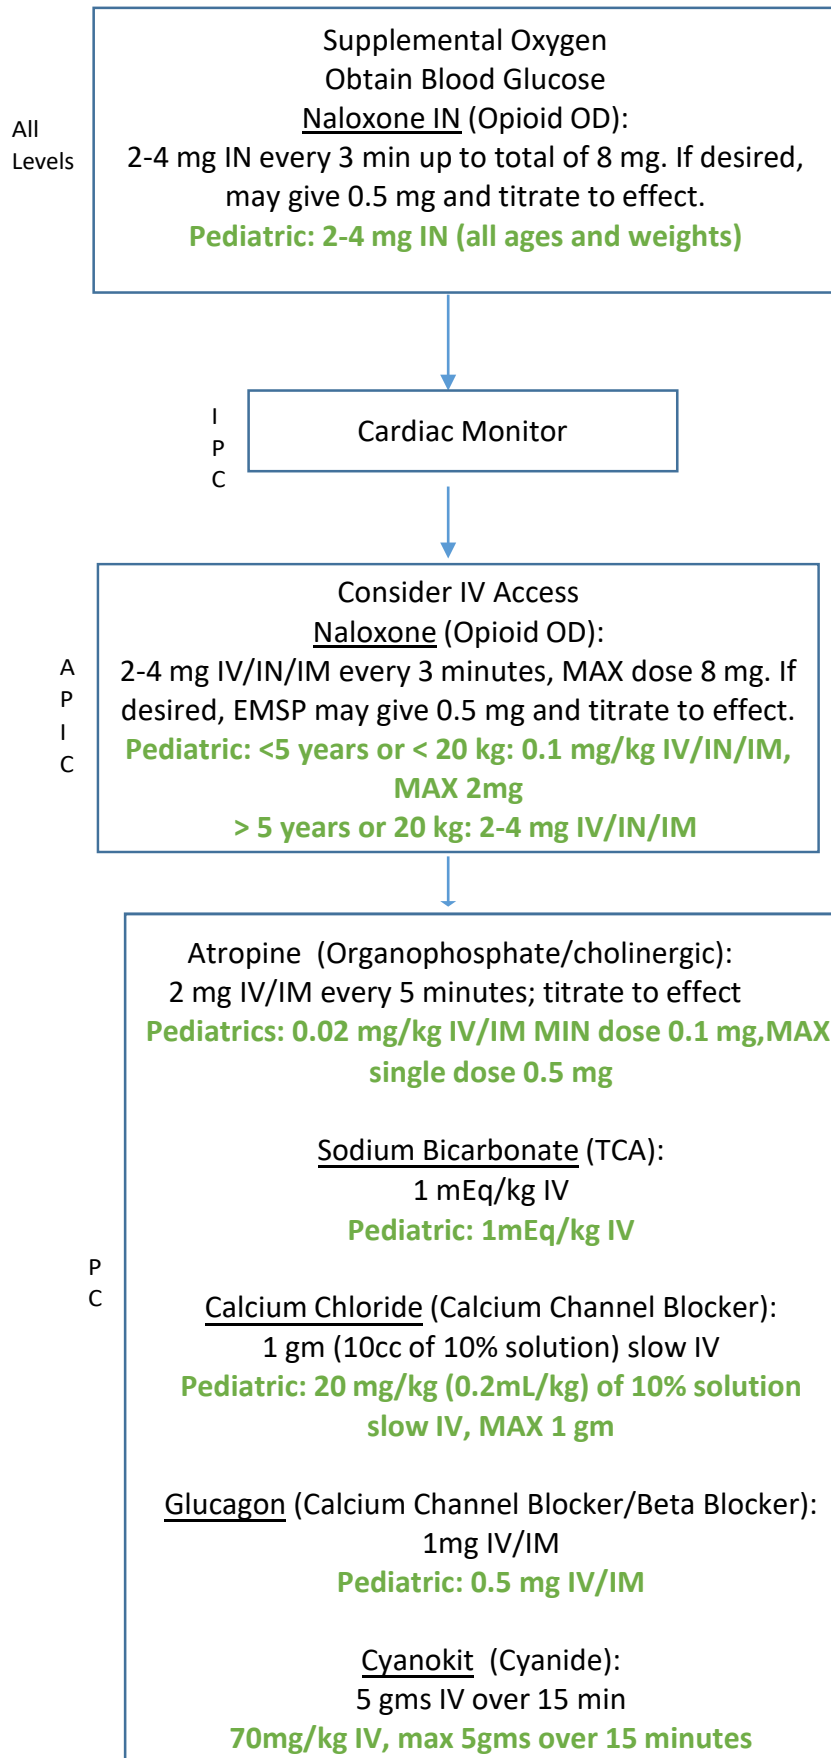 Supplemental Oxygen
Obtain Blood Glucose
Naloxone IN (Opioid OD):
All
Levels
2-4 mg IN every 3 min up to total of 8 mg. If desired,
may give 0.5 mg and titrate to effect.
Pediatric: 2-4 mg IN (all ages and weights)
I
P
C
Cardiac Monitor
Consider IV Access
Naloxone (Opioid OD):
A
P
I
C
2-4 mg IV/IN/IM every 3 minutes, MAX dose 8 mg. If
desired, EMSP may give 0.5 mg and titrate to effect.
Pediatric: <5 years or < 20 kg: 0.1 mg/kg IV/IN/IM,
MAX 2mg
> 5 years or 20 kg: 2-4 mg IV/IN/IM
Atropine (Organophosphate/cholinergic):
2 mg IV/IM every 5 minutes; titrate to effect
Pediatrics: 0.02 mg/kg IV/IM MIN dose 0.1 mg,MAX
single dose 0.5 mg
Sodium Bicarbonate (TCA):
1 mEq/kg IV
Pediatric: 1mEq/kg IV
P
C
Calcium Chloride (Calcium Channel Blocker):
1 gm (10cc of 10% solution) slow IV
Pediatric: 20 mg/kg (0.2mL/kg) of 10% solution
slow IV, MAX 1 gm
Glucagon (Calcium Channel Blocker/Beta Blocker):
1mg IV/IM
Pediatric: 0.5 mg IV/IM
Cyanokit (Cyanide):
5 gms IV over 15 min
70mg/kg IV, max 5gms over 15 minutes